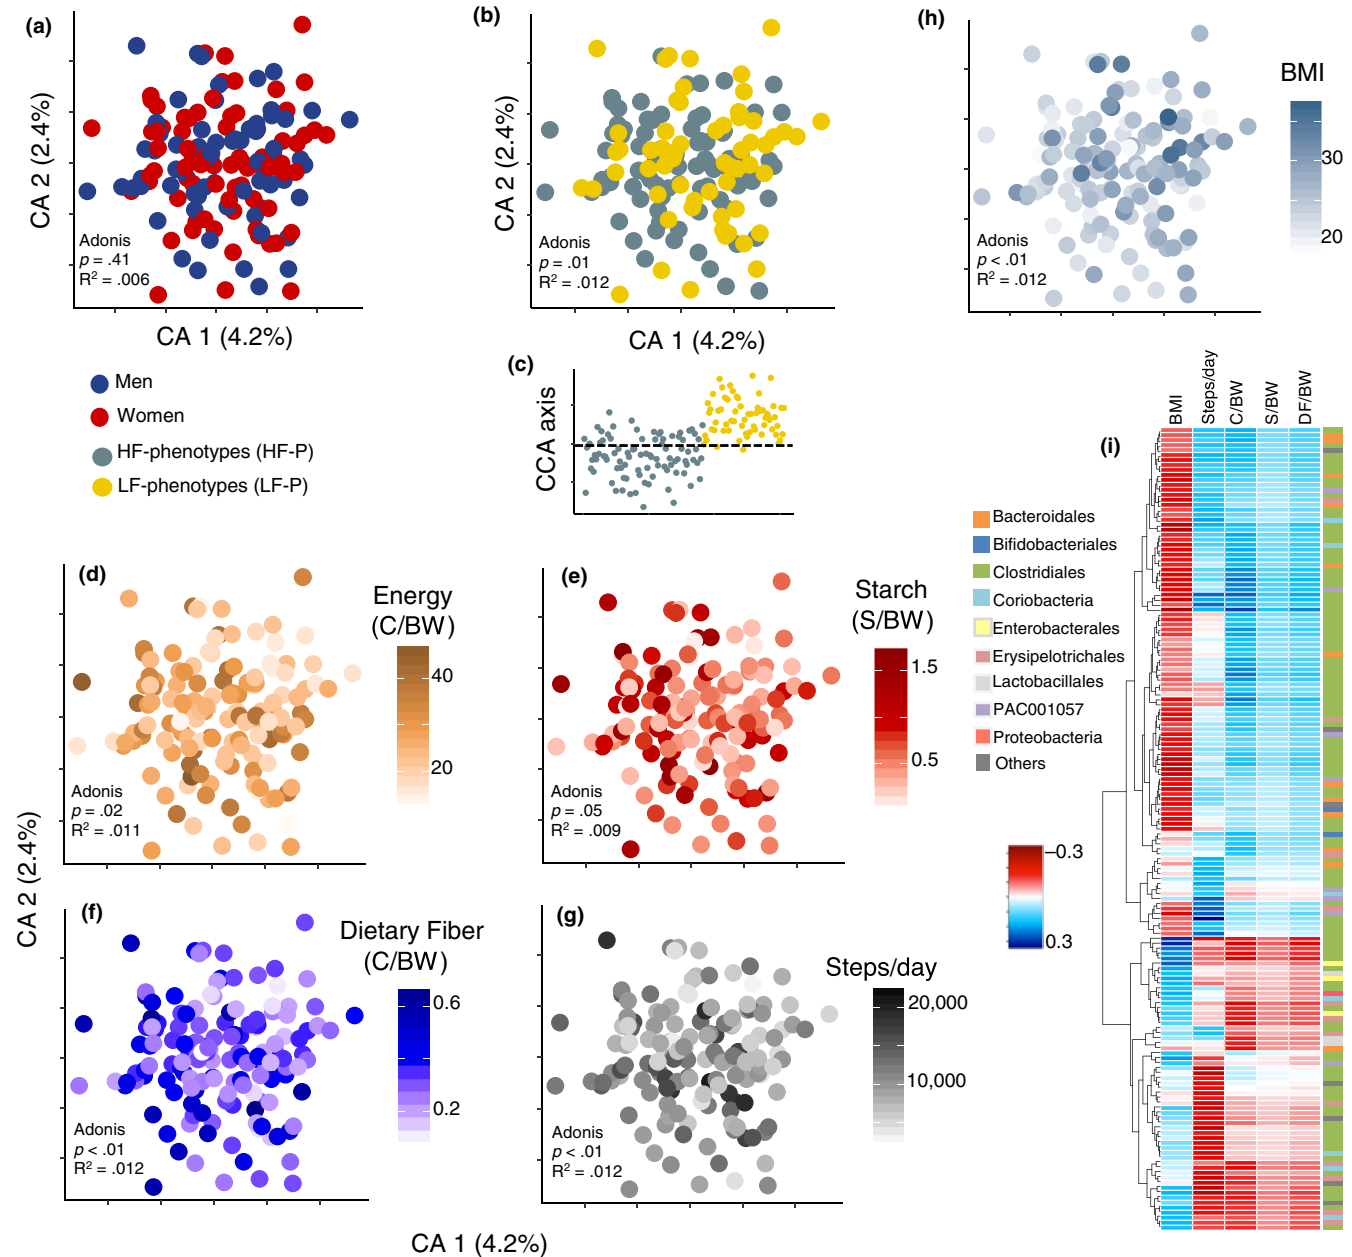 (a)
CA 2 (2.4%)
Adonis
p = .41
R² = .006
CA 1 (4.2%)
(b)
CA 2 (2.4%)
Adonis
p = .01
R² = .012
CA 1 (4.2%)
(h)
Adonis
p < .01
R² = .012
BMI
30
20
Men
Women
HF-phenotypes (HF-P)
LF-phenotypes (LF-P)
(c)
CCA axis
(d)
Energy
(C/BW)
40
20
Adonis
p = .02
R² = .011
(e)
Starch
(S/BW)
1.5
0.5
Adonis
p = .05
R² = .009
CA 2 (2.4%)
(f)
Dietary Fiber
(C/BW)
0.6
0.2
Adonis
p < .01
R² = .012
(g)
Steps/day
20,000
10,000
Adonis
p < .01
R² = .012
CA 1 (4.2%)
(i)
BMI
Steps/day
C/BW
S/BW
DF/BW
Bacteroidales
Bifidobacteriales
Clostridiales
Coriobacteria
Enterobacterales
Erysipelotrichales
Lactobacillales
PAC001057
Proteobacteria
Others
–0.3
0.3